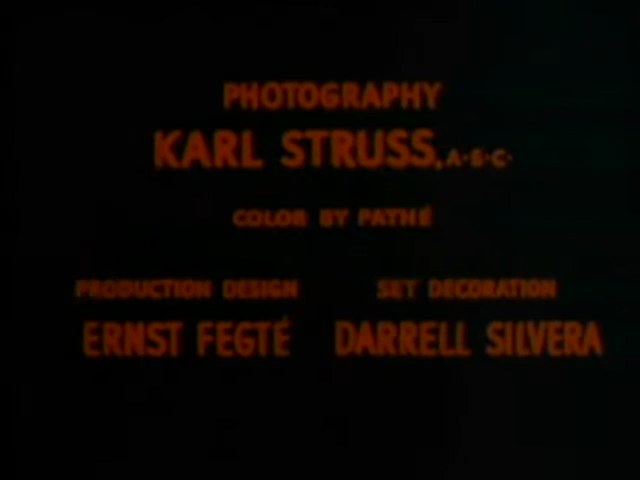 PHOTOGRAPHY
KARL STRUSS, A·S·C·
COLOR BY PATHÉ
PRODUCTION DESIGN
ERNST FEGTÉ
SET DECORATION
DARRELL SILVERA